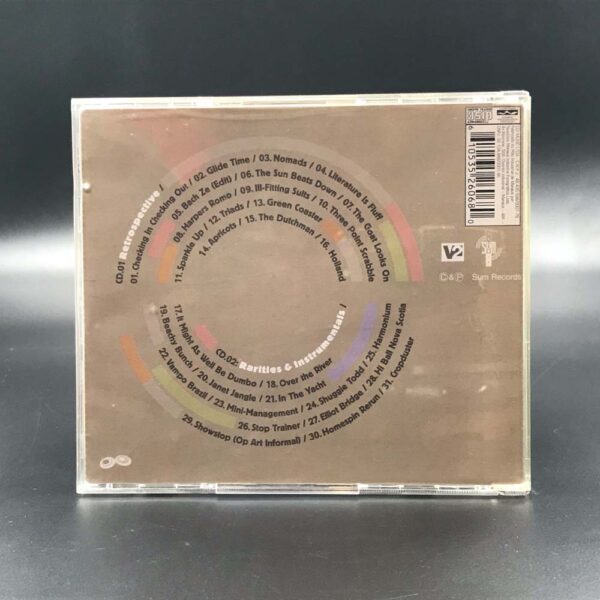 CD.01 Retrospective /
01. Checking In Checking Out / 02. Glide Time / 03. Nomads / 04. Literature Is Fluff
05. Back Ze (Edit) / 06. The Sun Beats Down / 07. The Goat Looks On
08. Harpers Romo / 09. Ill-Fitting Suits / 10. Three Point Scrabble
11. Sparkle Up / 12. Triads / 13. Green Coaster
14. Apricots / 15. The Dutchman / 16. Holland
CD.02: Rarities & Instrumentals /
17. It Might As Well Be Dumbo / 18. Over the River
19. Beachy Bunch / 20. Janet Jangle / 21. In The Yacht
22. Vampo Brazil / 23. Mini-Management / 24. Shuggie Todd / 25. Harmonium
26. Stop Trainer / 27. Elliot Bridge / 28. Hi Ball Nova Scotia
29. Showstop (Op Art Informal) / 30. Homespin Rerun / 31. Cropduster
6 10535 26068 0
V2
©&℗
Sum Records